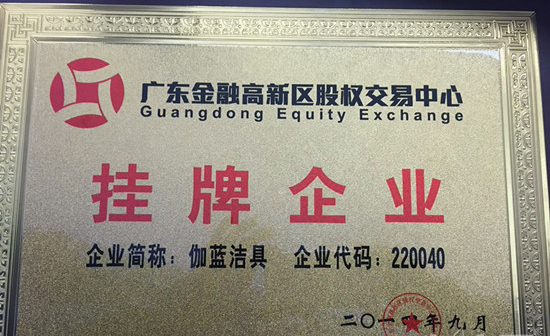 广东金融高新区股权交易中心
Guangdong Equity Exchange
挂牌企业
企业简称：伽蓝洁具 企业代码：220040
二〇一四年九月